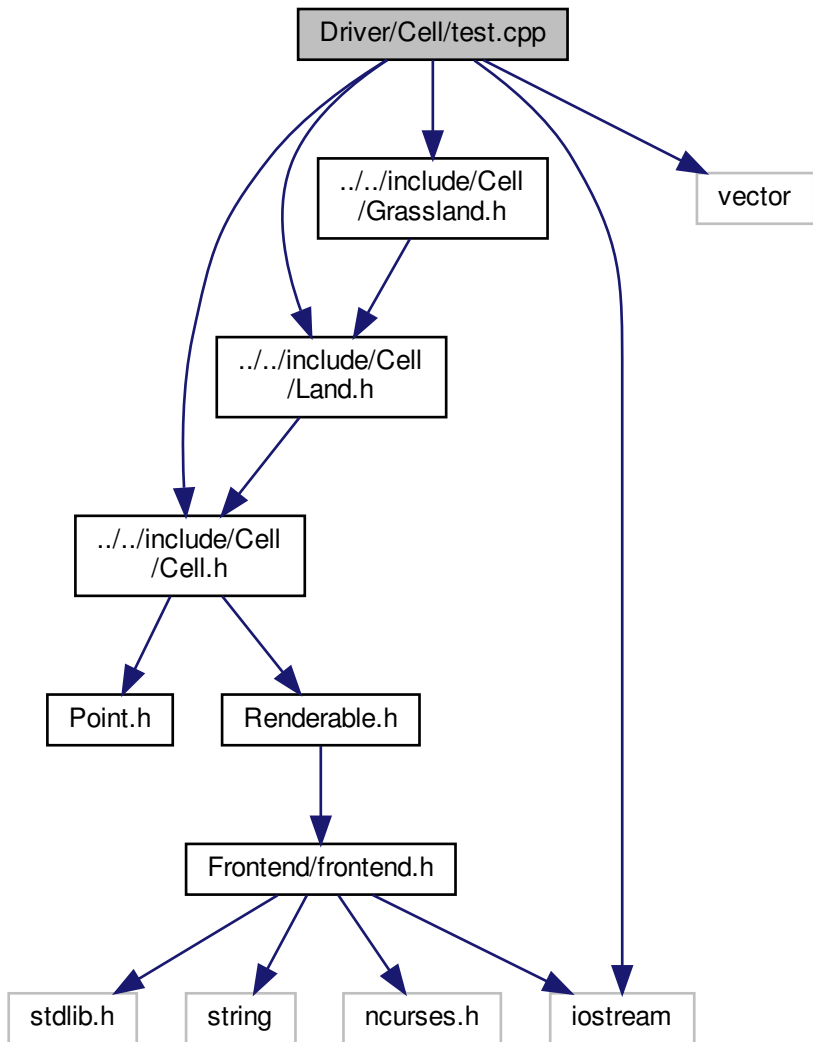 Driver/Cell/test.cpp
../../include/Cell
/Grassland.h
vector
../../include/Cell
/Land.h
../../include/Cell
/Cell.h
Point.h
Renderable.h
Frontend/frontend.h
stdlib.h
string
ncurses.h
iostream